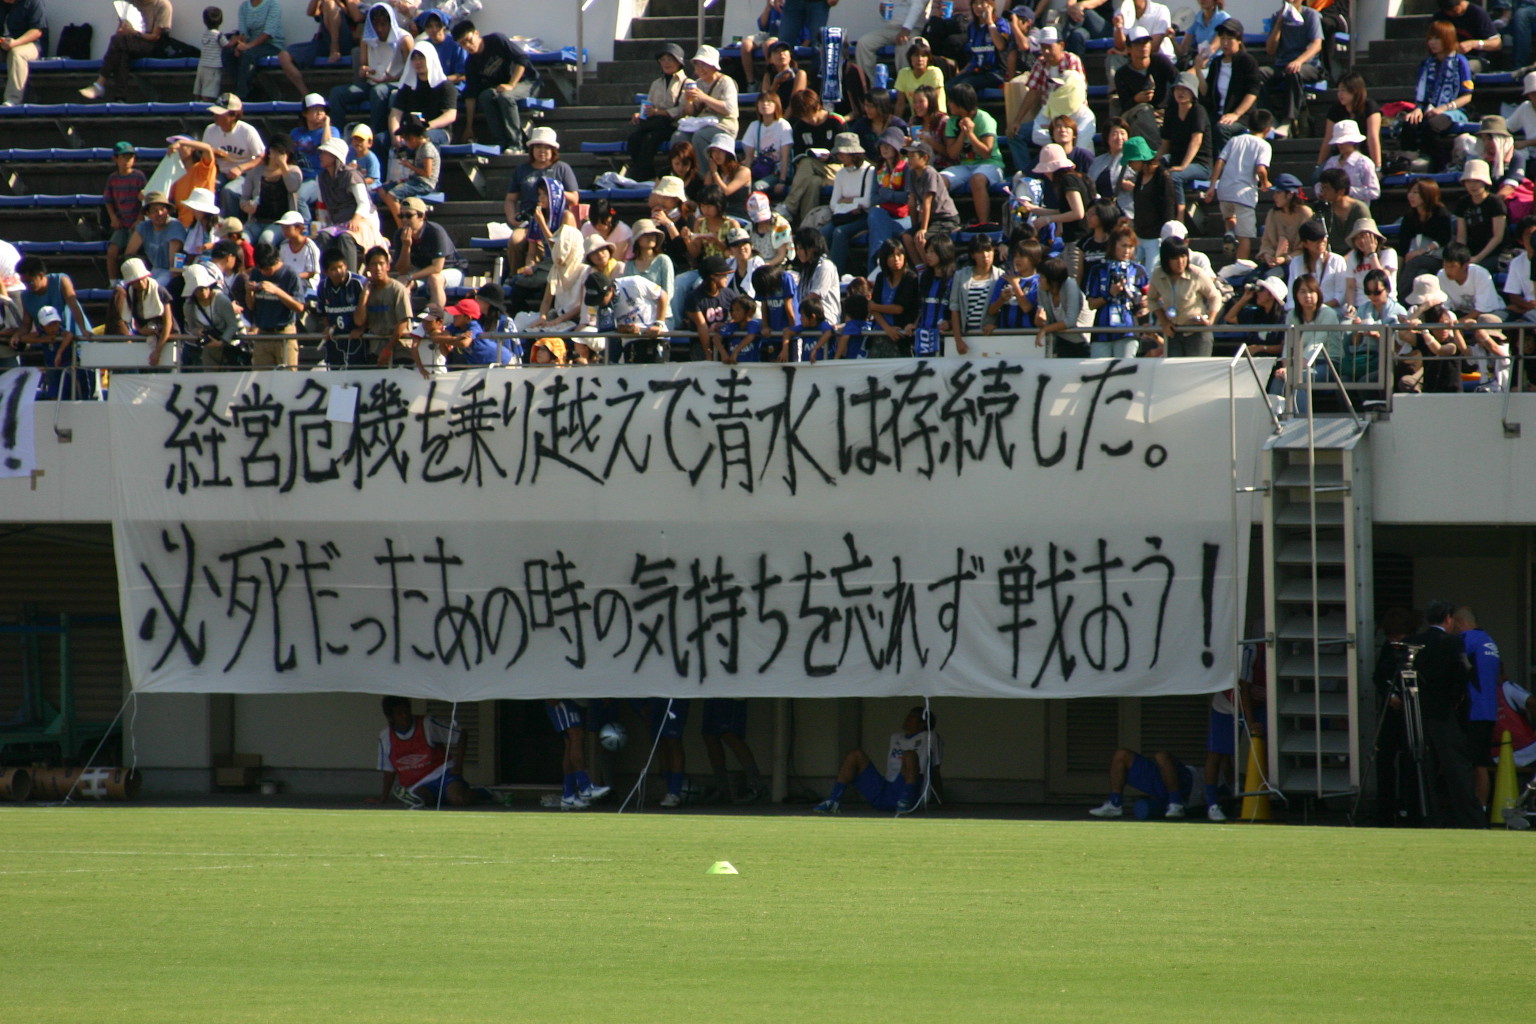 経営危機を乗り越えて清水は存続した。
必死だったあの時の気持ちを忘れず戦おう!
!
6